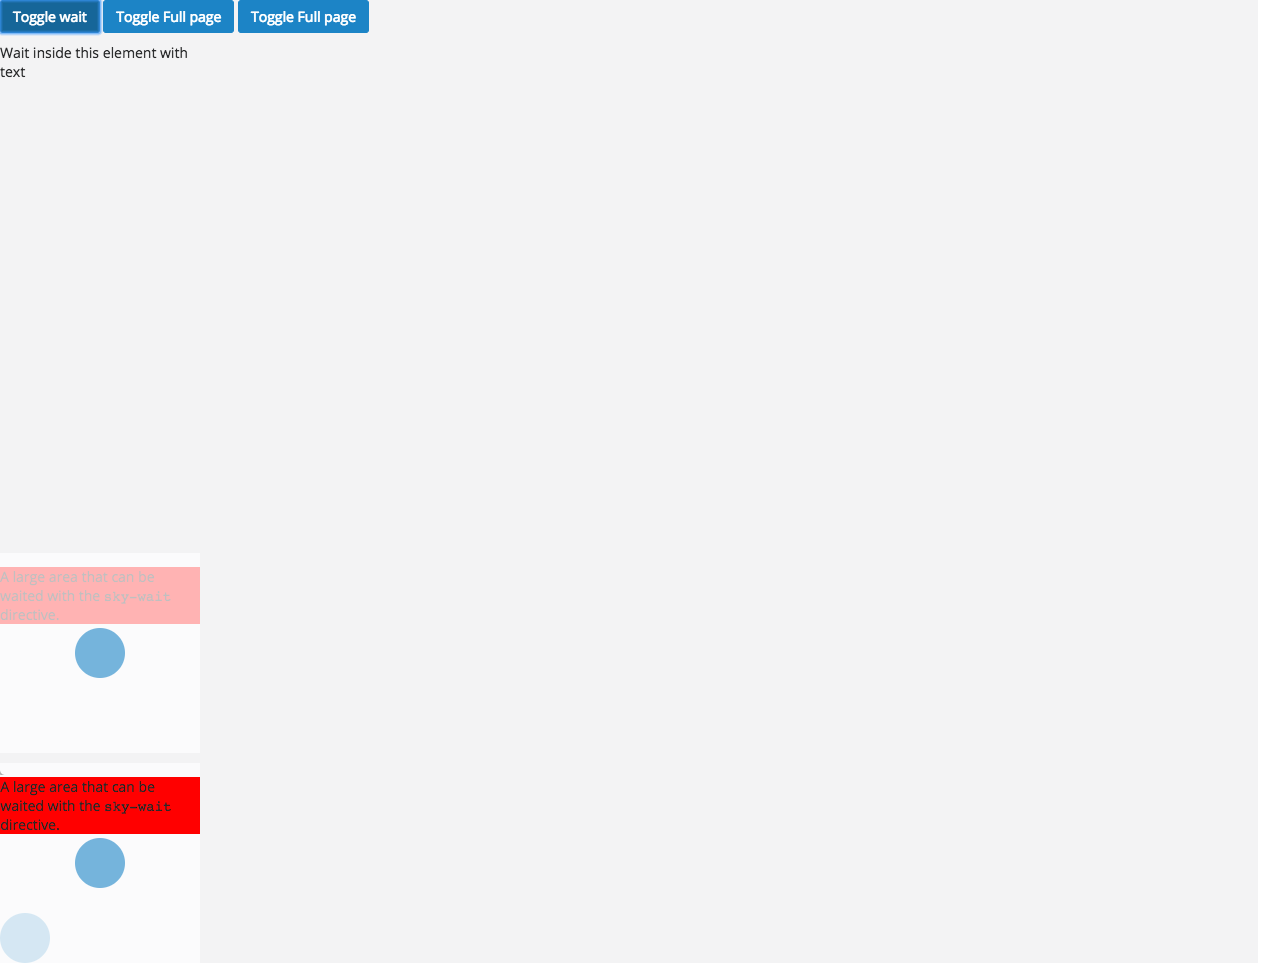 Toggle wait Toggle Full page Toggle Full page
Wait inside this element with
text
A large area that can be
waited with the sky-wait
directive.
A large area that can be
waited with the sky-wait
directive.